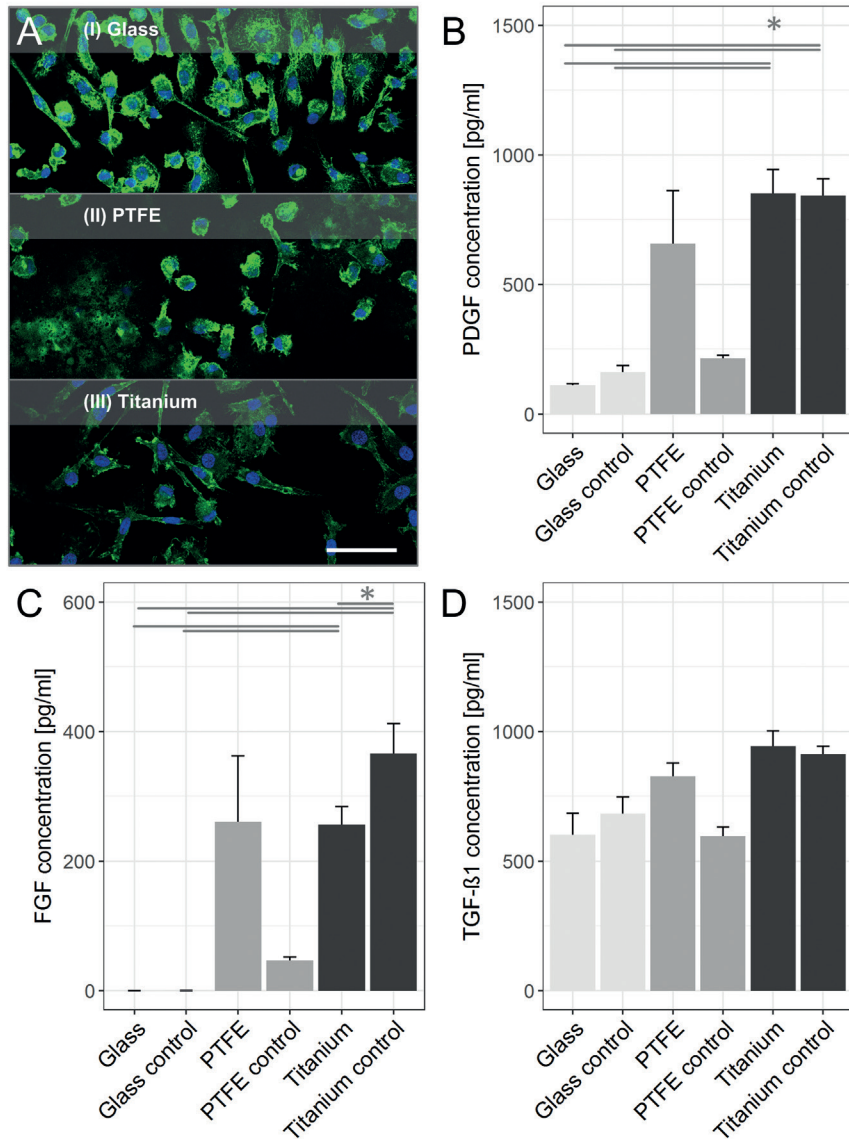 A
(I) Glass
(II) PTFE
(III) Titanium
B
PDGF concentration [pg/ml]
1500
1000
500
0
*
Glass
Glass control
PTFE
PTFE control
Titanium
Titanium control
C
FGF concentration [pg/ml]
600
400
200
0
*
Glass
Glass control
PTFE
PTFE control
Titanium
Titanium control
D
TGF-ß1 concentration [pg/ml]
1500
1000
500
0
Glass
Glass control
PTFE
PTFE control
Titanium
Titanium control